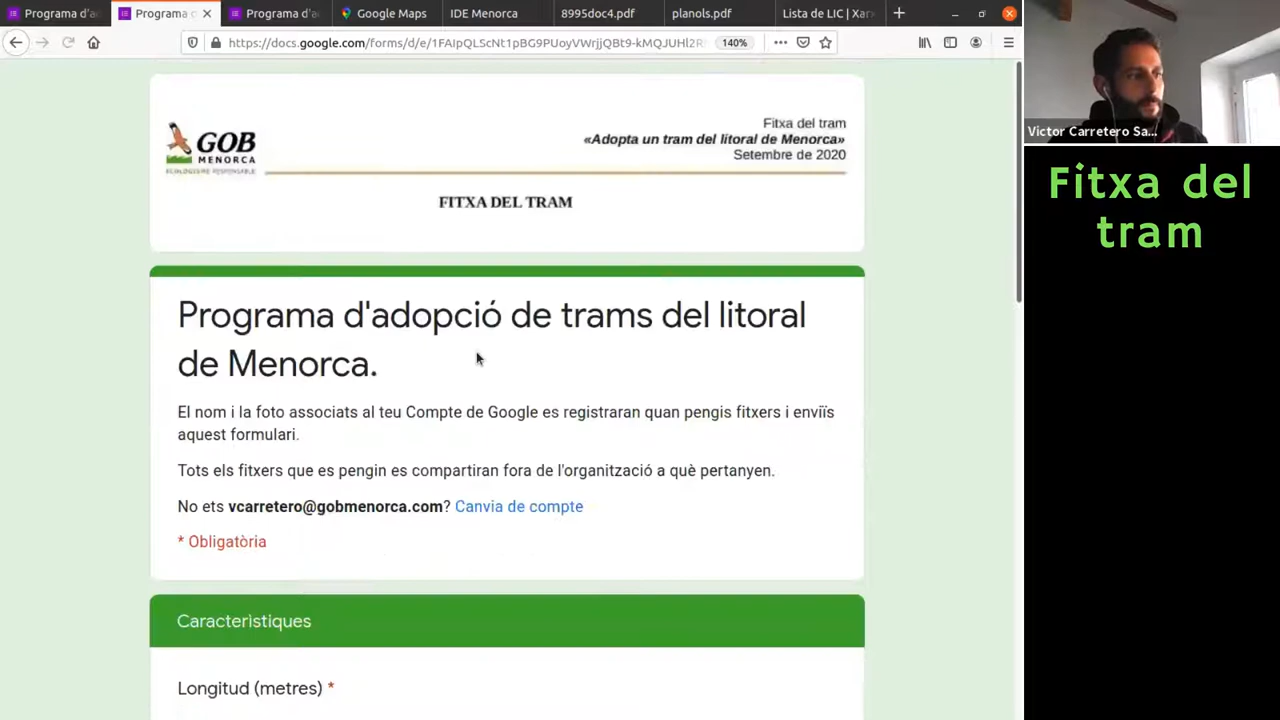 Programa d'a
Programa d
Programa d'a
Google Maps
IDE Menorca
8995doc4.pdf
planols.pdf
Lista de LIC | Xar
https://docs.google.com/forms/d/e/1FAIpQLScNt1pBG9PUoyVWrjjQBt9-kMQJUHl2R
140%
GOB
MENORCA
Fitxa del tram
«Adopta un tram del litoral de Menorca»
Setembre de 2020
FITXA DEL TRAM
Programa d'adopció de trams del litoral
de Menorca.
El nom i la foto associats al teu Compte de Google es registraran quan pengis fitxers i enviïs
aquest formulari.
Tots els fitxers que es pengin es compartiran fora de l'organització a què pertanyen.
No ets vcarretero@gobmenorca.com? Canvia de compte
* Obligatòria
Característiques
Longitud (metres) *
Victor Carretero Sa...
Fitxa del
tram